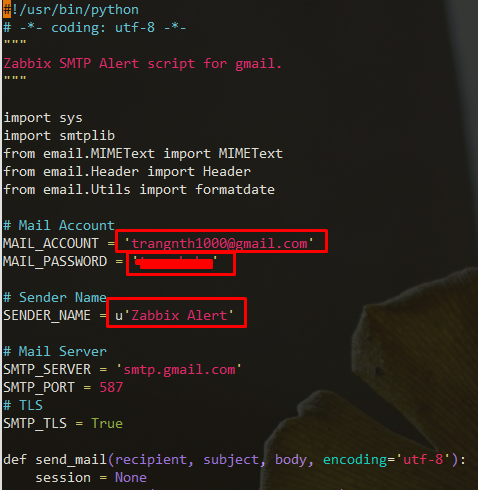 #!/usr/bin/python
# -*- coding: utf-8 -*-
"""
Zabbix SMTP Alert script for gmail.
"""
import sys
import smtplib
from email.MIMEText import MIMEText
from email.Header import Header
from email.Utils import formatdate
# Mail Account
MAIL_ACCOUNT = 'trangnth1000@gmail.com'
MAIL_PASSWORD = ' '
# Sender Name
SENDER_NAME = u'Zabbix Alert'
# Mail Server
SMTP_SERVER = 'smtp.gmail.com'
SMTP_PORT = 587
# TLS
SMTP_TLS = True
def send_mail(recipient, subject, body, encoding='utf-8'):
session = None